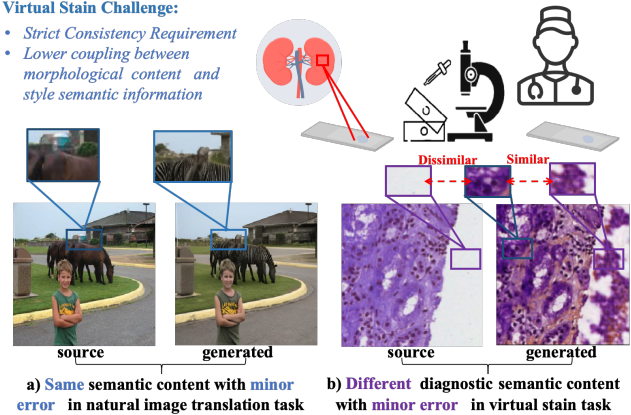 Virtual Stain Challenge:
• Strict Consistency Requirement
• Lower coupling between
morphological content and
style semantic information
Dissimilar Similar
source generated
source generated
a) Same semantic content with minor
error in natural image translation task
b) Different diagnostic semantic content
with minor error in virtual stain task